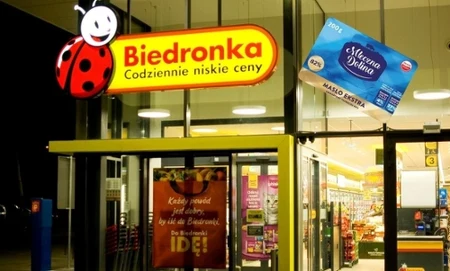 Biedronka
Codziennie niskie ceny
200g
Mleczna
Dolina
82%
MASŁO EKSTRA
Każdy powód
jest dobry,
by iść do Biedronki.
Do Biedronki
IDĘ!